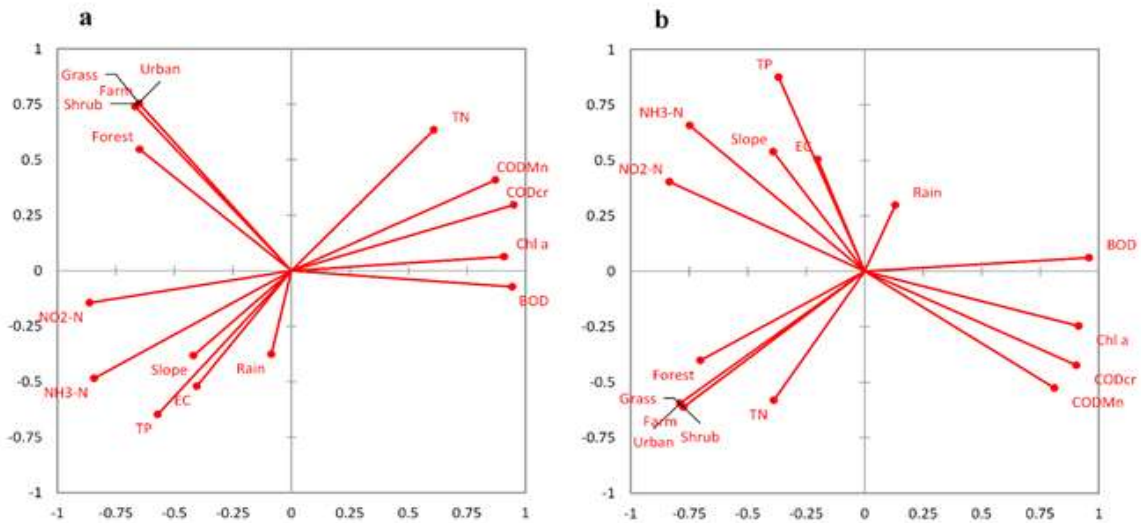 a
1
0.75
0.5
0.25
0
-0.25
-0.5
-0.75
-1
-1
-0.75
-0.5
-0.25
0
0.25
0.5
0.75
1
Grass
Urban
Farm
Shrub
Forest
TN
CODMn
CODcr
Chl a
BOD
NO2-N
Slope
Rain
NH3-N
EC
TP
b
1
0.75
0.5
0.25
0
-0.25
-0.5
-0.75
-1
-1
-0.75
-0.5
-0.25
0
0.25
0.5
0.75
1
TP
NH3-N
Slope
EC
NO2-N
Rain
BOD
Chl a
Forest
CODcr
Grass
CODMn
Farm
TN
Urban
Shrub